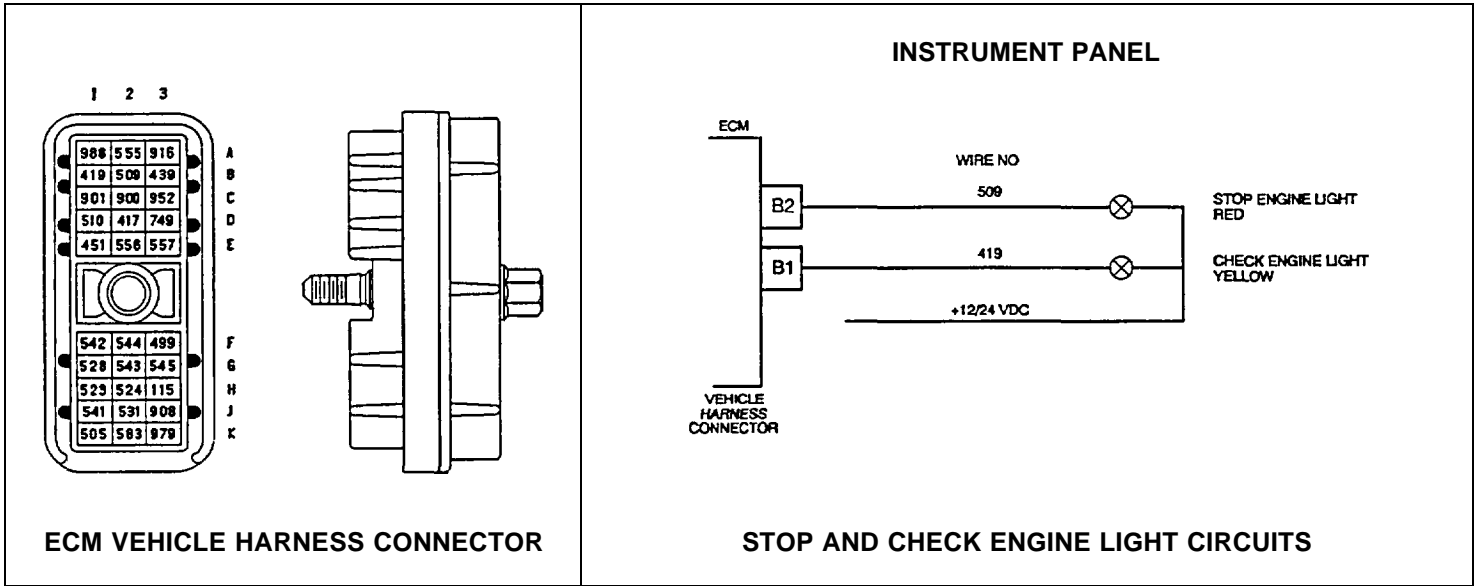 1 2 3
988 555 916 A
419 509 439 B
901 900 952 C
510 417 749 D
451 556 557 E
542 544 499 F
528 543 545 G
523 524 115 H
541 531 908 J
505 583 979 K
ECM VEHICLE HARNESS CONNECTOR
INSTRUMENT PANEL
ECM
WIRE NO
B2 509 STOP ENGINE LIGHT
RED
B1 419 CHECK ENGINE LIGHT
YELLOW
+12/24 VDC
VEHICLE
HARNESS
CONNECTOR
STOP AND CHECK ENGINE LIGHT CIRCUITS